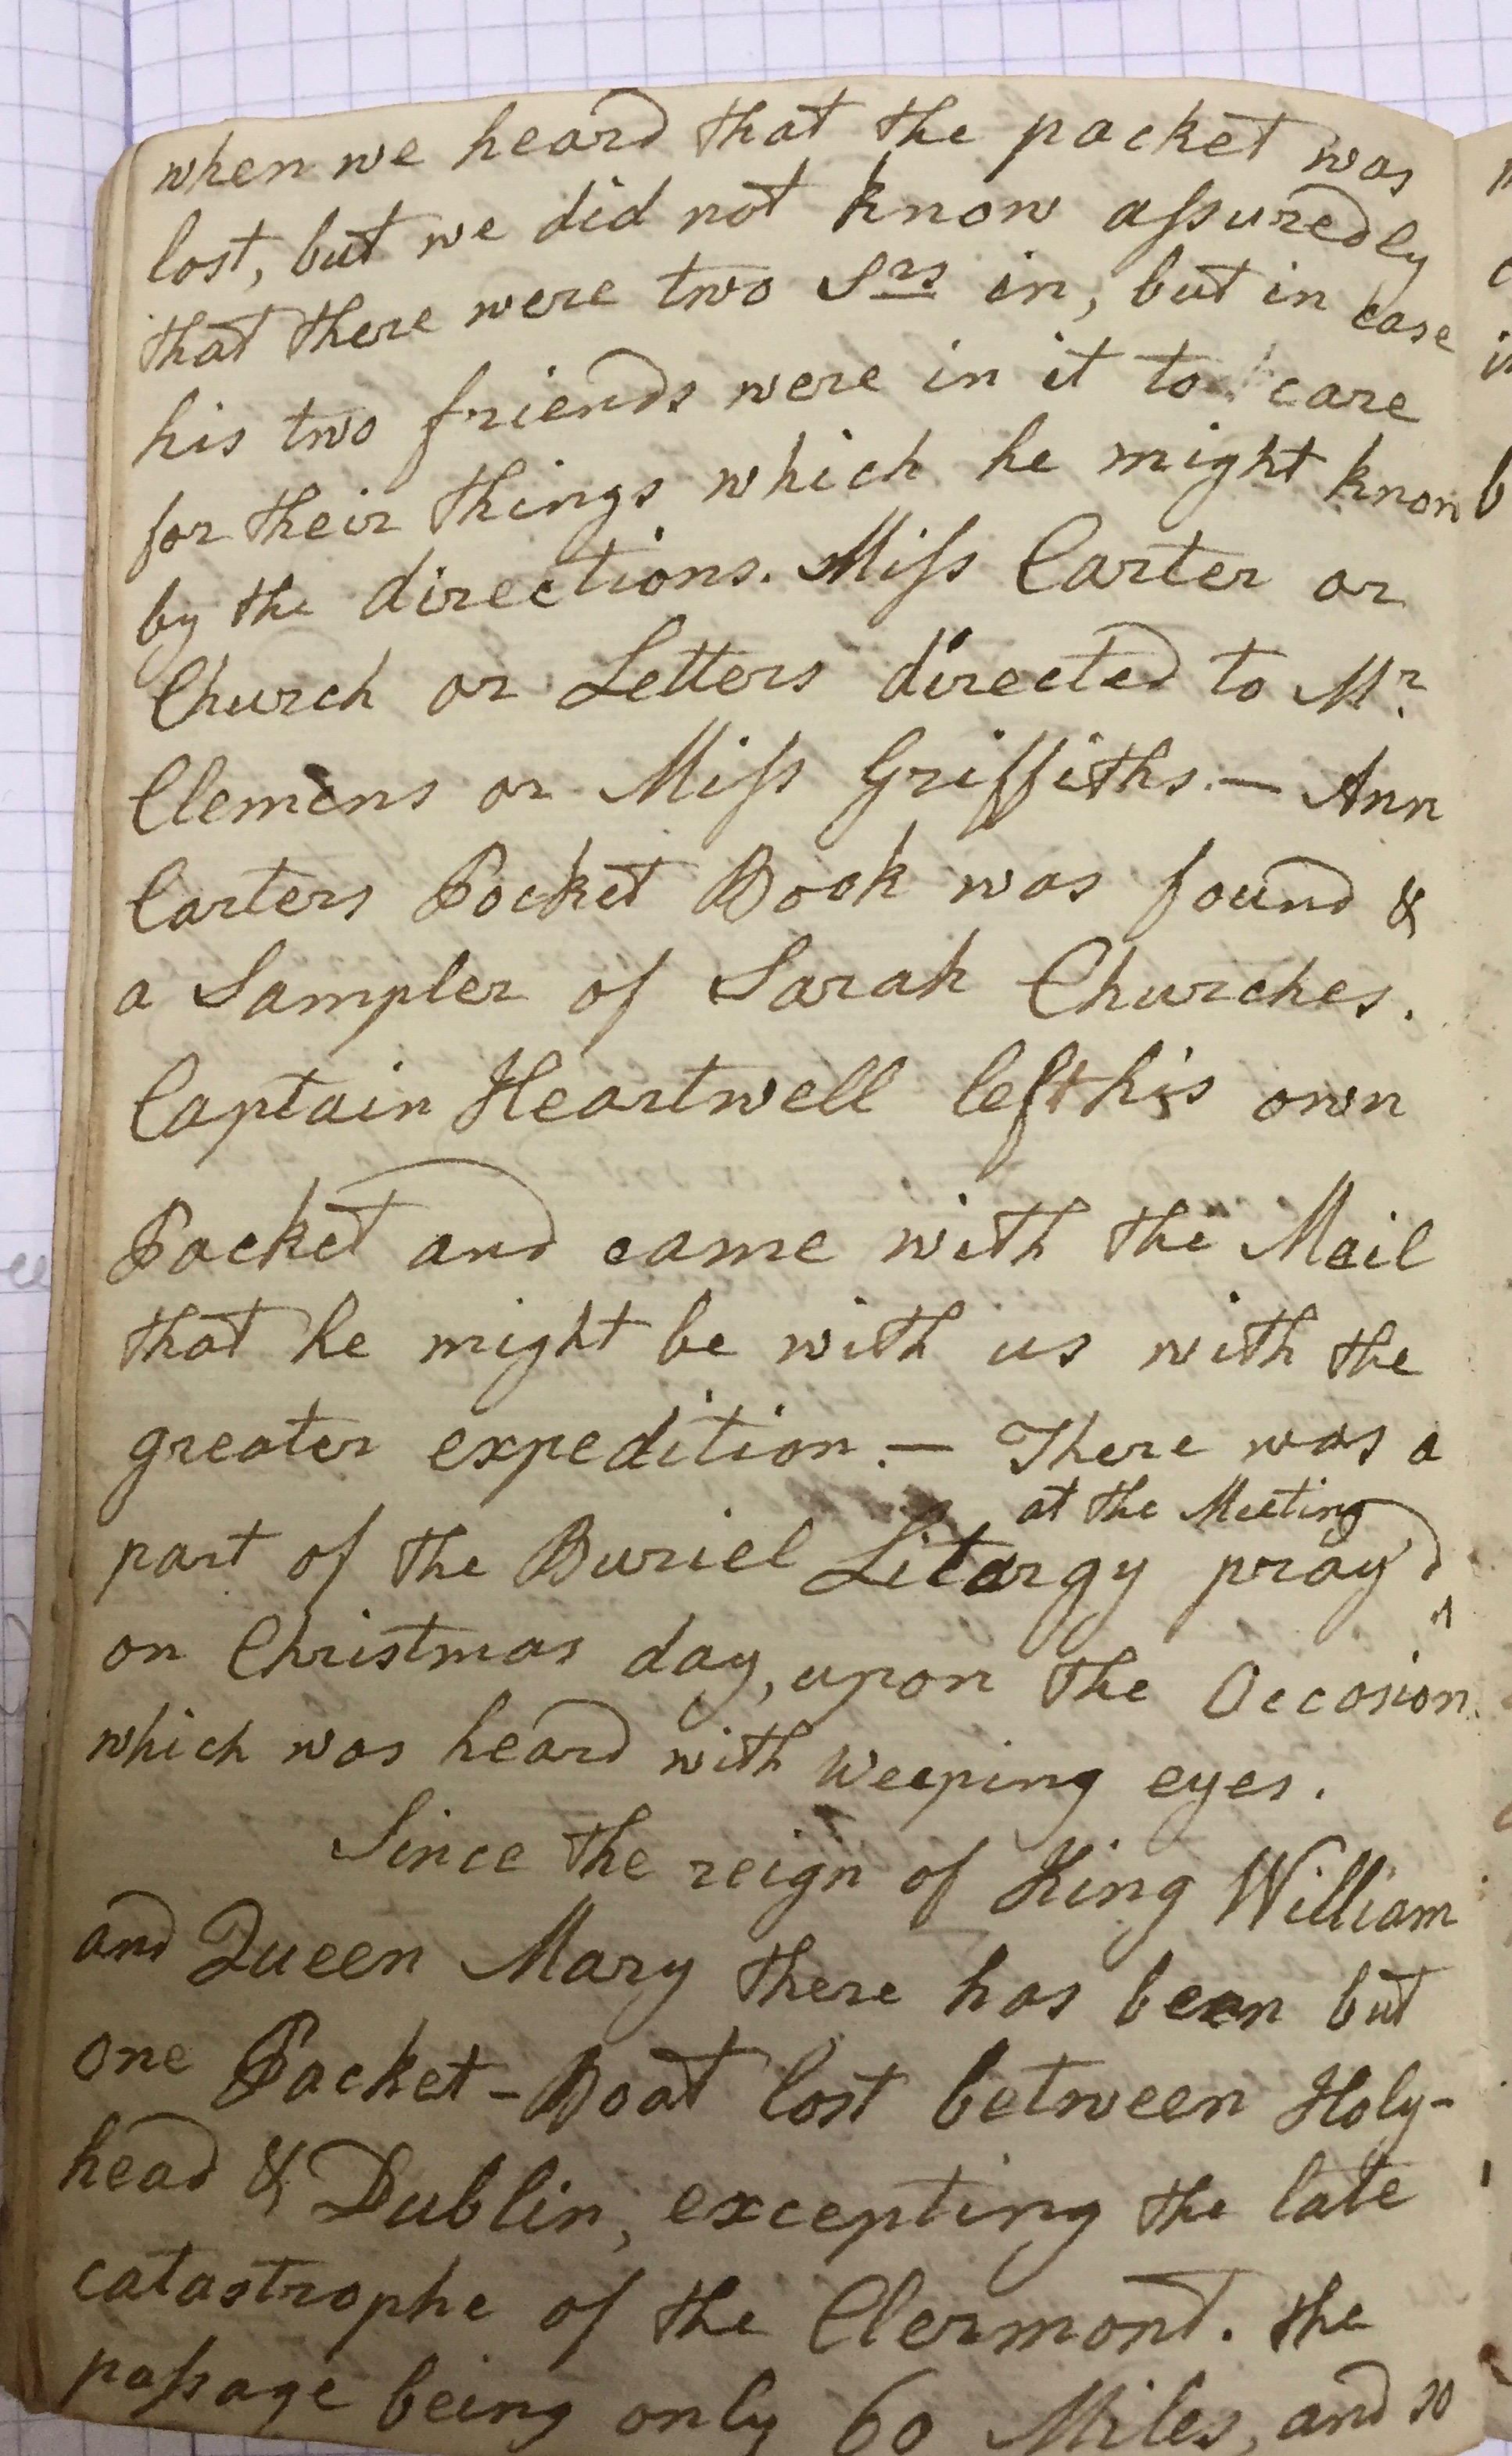 when we heard that the packet was
lost, but we did not know assuredly
that there were two Srs in, but in case
his two friends were in it to care
for their things which he might know
by the directions. Miss Carter or
Church or Letters directed to Mr.
Clemens or Miss Griffiths.— Ann
Carters Pocket Book was found &
a Sampler of Sarah Churches.
Captain Heartwell left his own
Packet and came with the Mail
that he might be with us with the
greater expedition.— There was a
at the Meeting
part of the Buriel Litargy pray'd ^
on Christmas day, upon the Occasion
which was heard with weeping eyes.
Since the reign of King William
and Queen Mary there has been but
one Packet-Boat lost between Holy-
head & Dublin, excepting the late
catastrophe of the Clermont. the
passage being only 60 Miles, and so